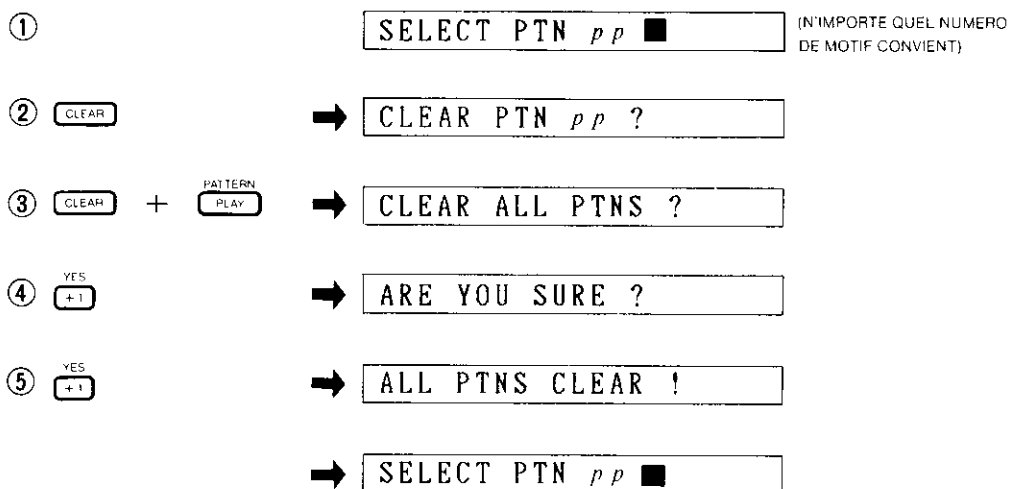 ① SELECT PTN pp ■ (N'IMPORTE QUEL NUMERO
DE MOTIF CONVIENT)
② CLEAR ➡ CLEAR PTN pp ?
PATTERN
③ CLEAR + PLAY ➡ CLEAR ALL PTNS ?
YES
④ +1 ➡ ARE YOU SURE ?
YES
⑤ +1 ➡ ALL PTNS CLEAR !
➡ SELECT PTN pp ■